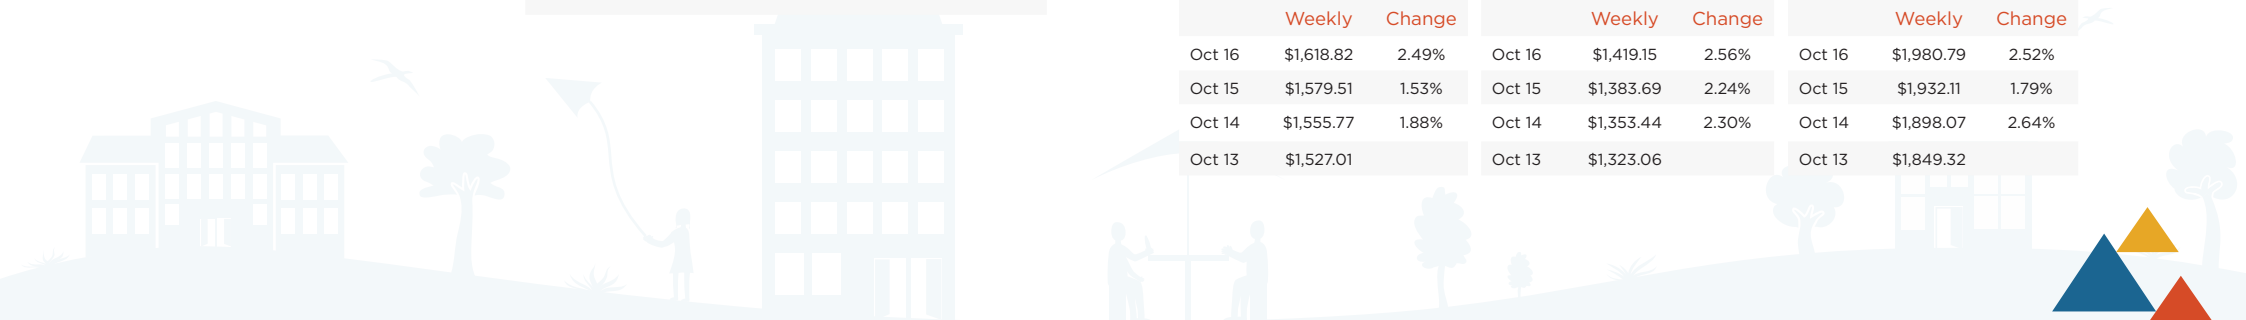 Weekly Change Weekly Change Weekly Change
Oct 16 $1,618.82 2.49% Oct 16 $1,419.15 2.56% Oct 16 $1,980.79 2.52%
Oct 15 $1,579.51 1.53% Oct 15 $1,383.69 2.24% Oct 15 $1,932.11 1.79%
Oct 14 $1,555.77 1.88% Oct 14 $1,353.44 2.30% Oct 14 $1,898.07 2.64%
Oct 13 $1,527.01 Oct 13 $1,323.06 Oct 13 $1,849.32